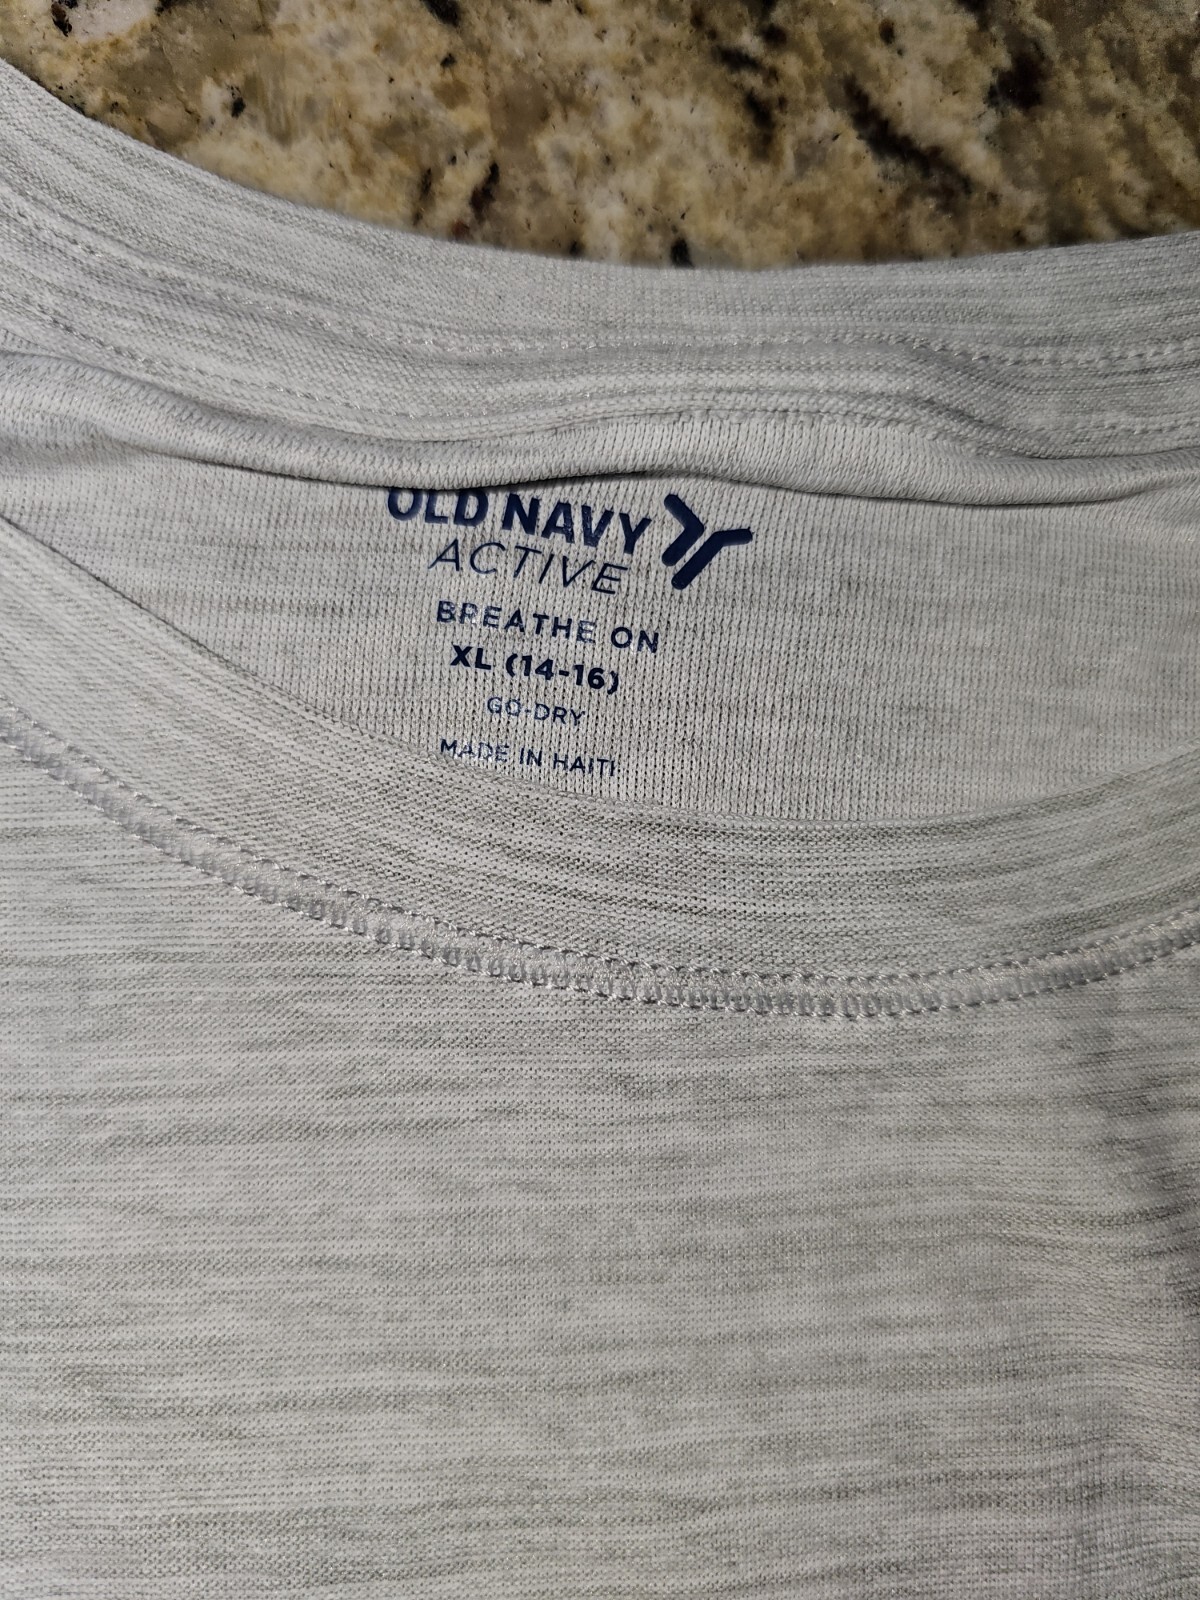 OLD NAVY
ACTIVE
BREATHE ON
XL (14-16)
GO-DRY
MADE IN HAITI